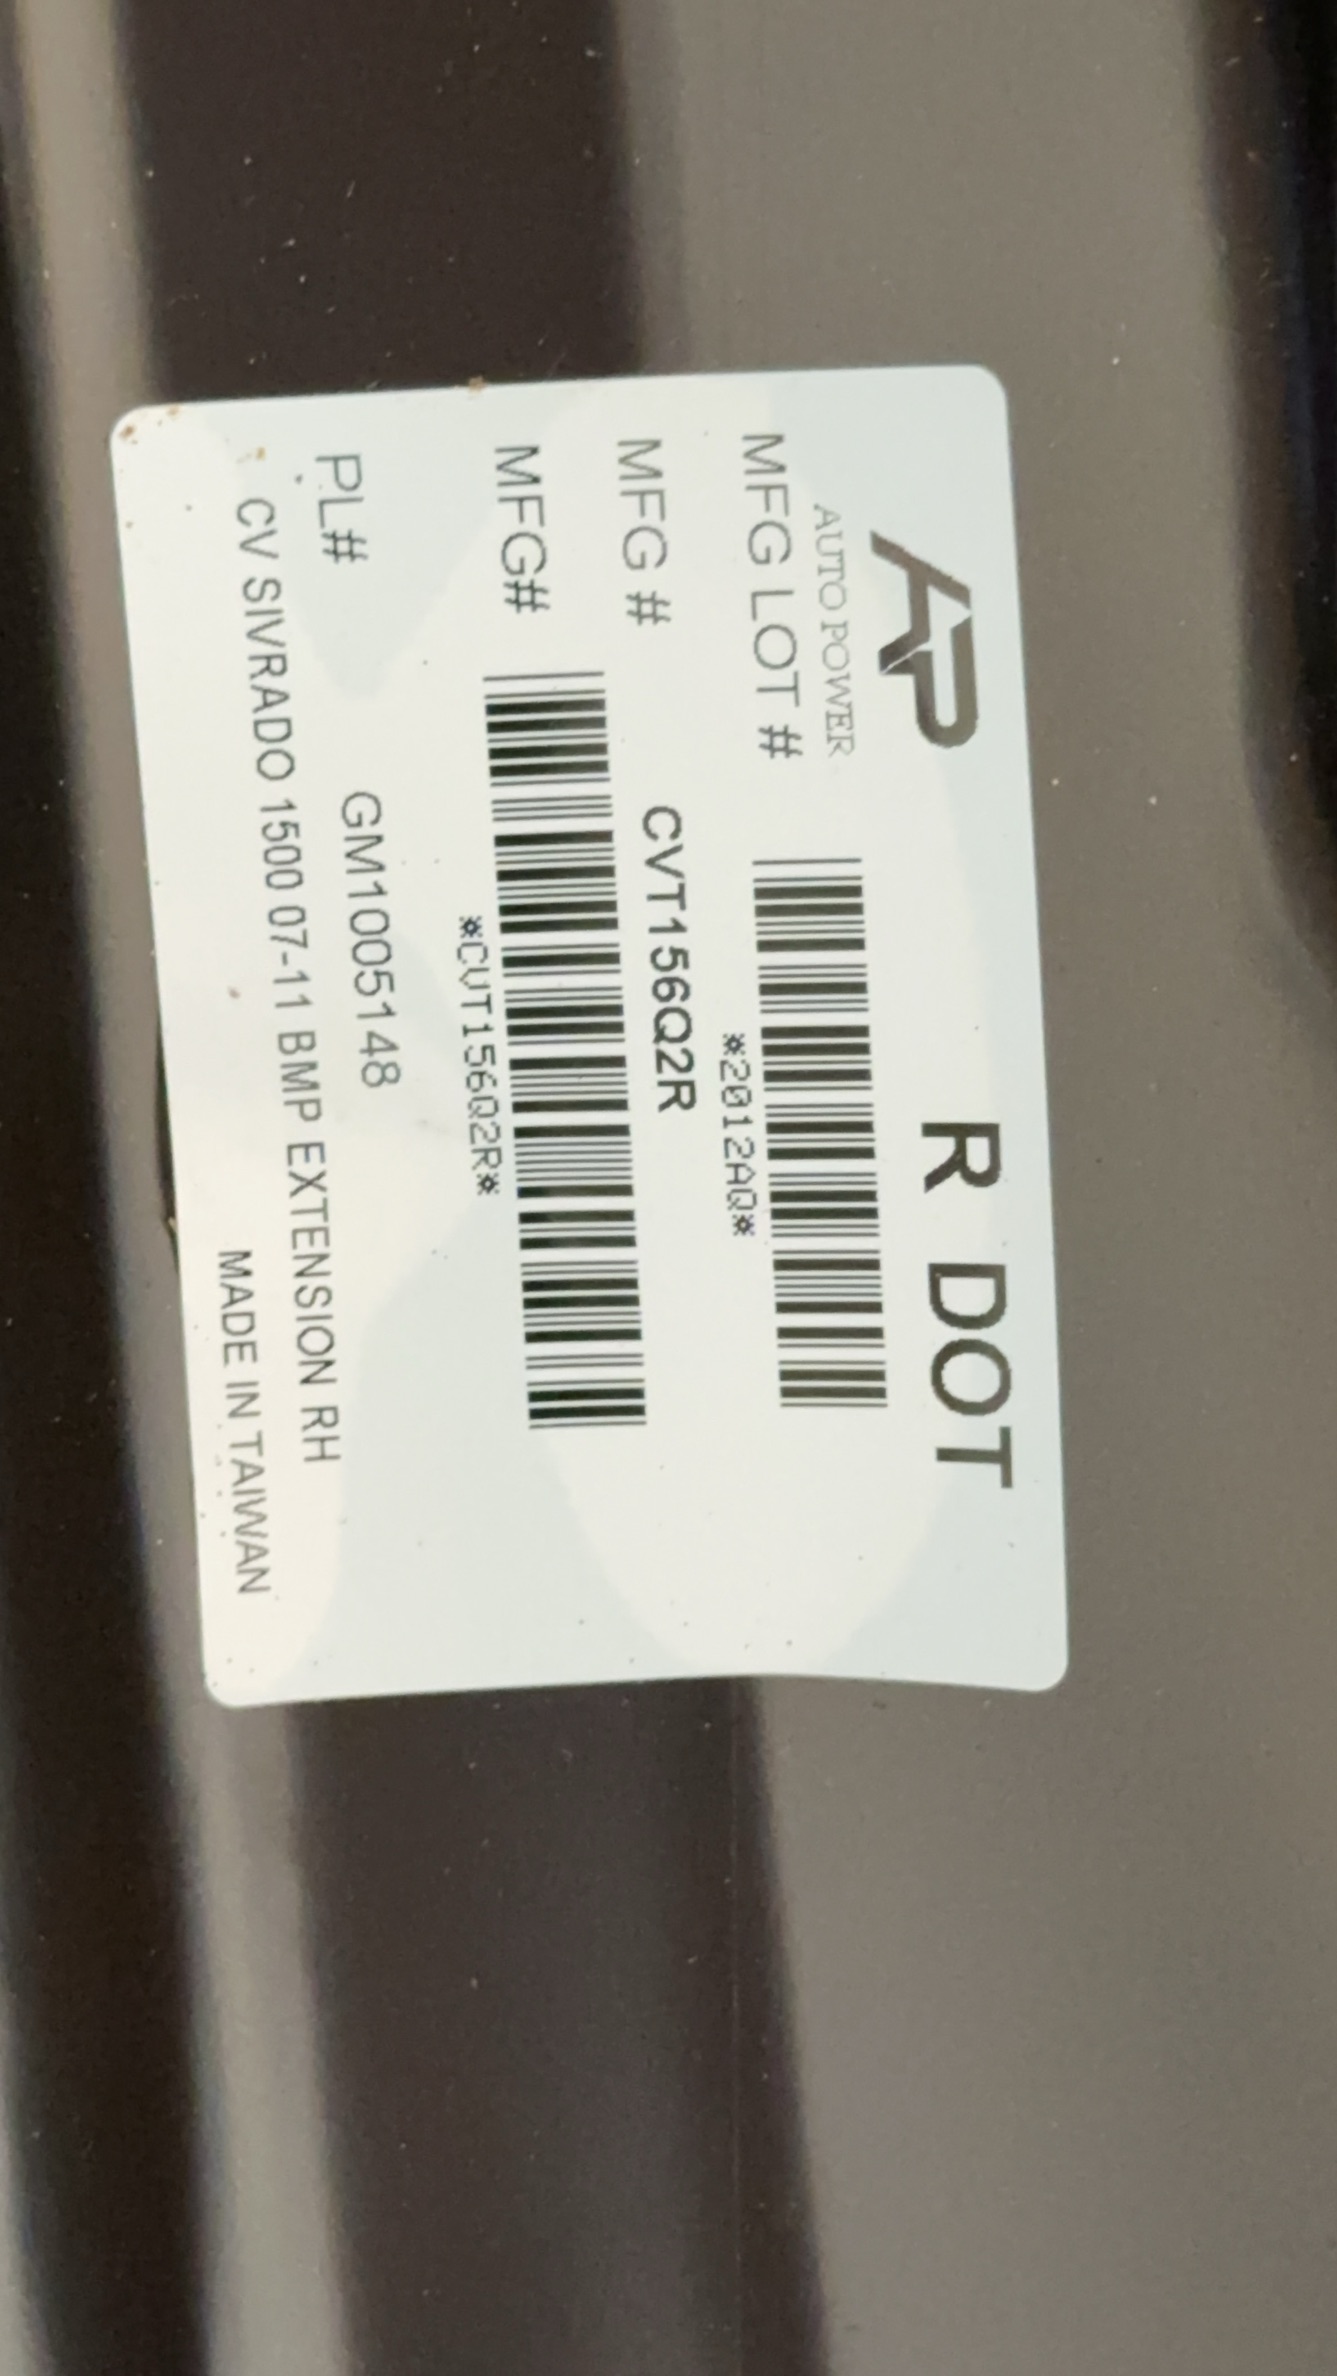 AP
AUTO POWER
R DOT
MFG LOT #
*2012AQ*
MFG # CVT156Q2R
MFG#
*CVT156Q2R*
PL# GM1005148
CV SIVRADO 1500 07-11 BMP EXTENSION RH
MADE IN TAIWAN